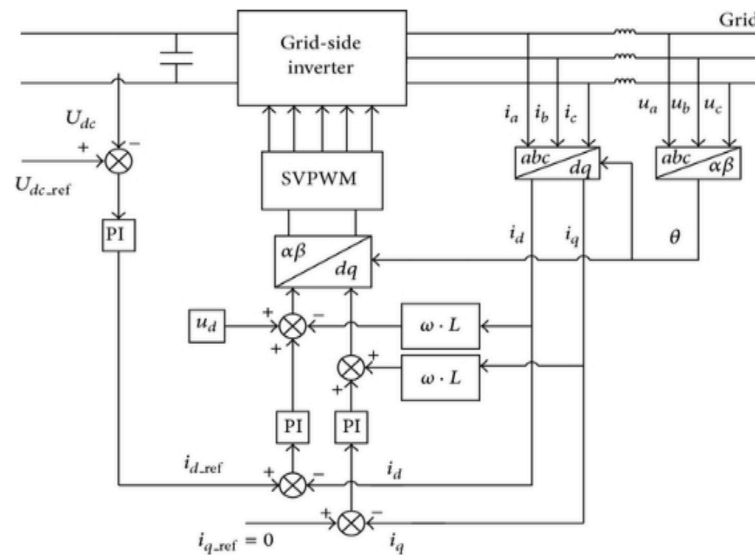 Grid
Grid-side
inverter
U_dc
i_a i_b i_c u_a u_b u_c
+ −
U_dc_ref
SVPWM
abc
dq
abc
αβ
PI
i_d i_q θ
αβ
dq
u_d
+ −
+
ω · L
+
+
ω · L
PI
PI
i_d_ref
+ −
i_d
i_q_ref = 0
+ −
i_q